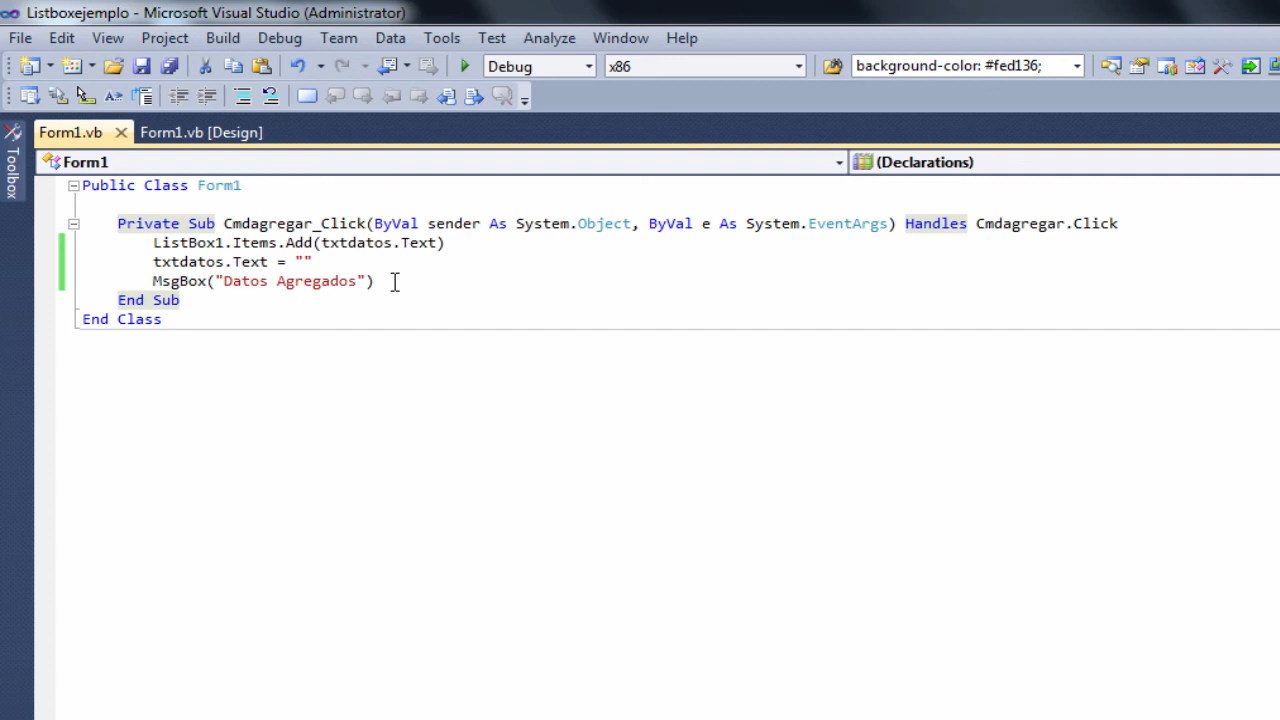 Listboxejemplo - Microsoft Visual Studio (Administrator)
File Edit View Project Build Debug Team Data Tools Test Analyze Window Help
Debug x86 background-color: #fed136;
Form1.vb Form1.vb [Design]
Toolbox
Form1 (Declarations)
Public Class Form1
Private Sub Cmdagregar_Click(ByVal sender As System.Object, ByVal e As System.EventArgs) Handles Cmdagregar.Click
ListBox1.Items.Add(txtdatos.Text)
txtdatos.Text = ""
MsgBox("Datos Agregados")
End Sub
End Class